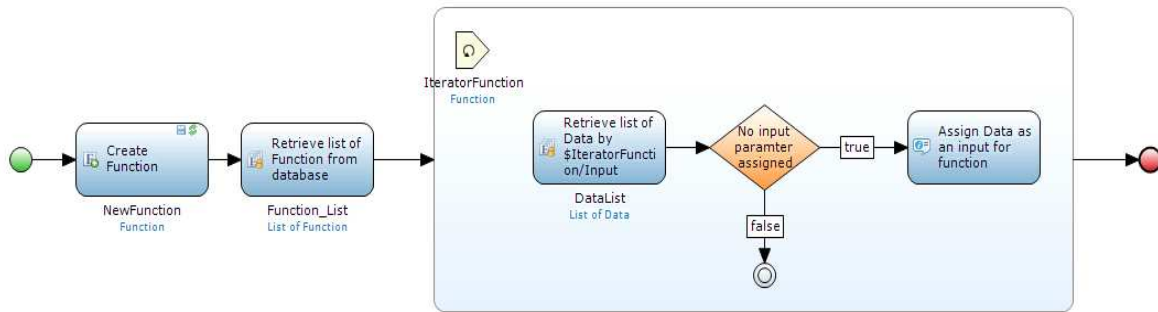 Create
Function
NewFunction
Function
Retrieve list of
Function from
database
Function_List
List of Function
IteratorFunction
Function
Retrieve list of
Data by
$IteratorFuncti
on/Input
DataList
List of Data
No input
paramter
assigned
true
false
Assign Data as
an input for
function